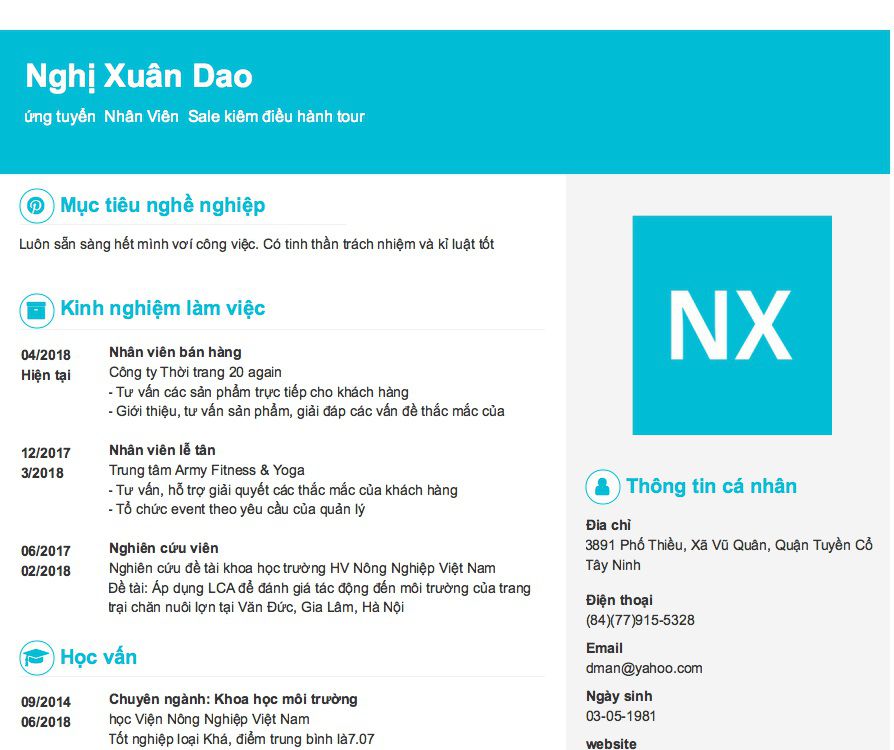 Nghị Xuân Dao
ứng tuyển Nhân Viên Sale kiêm điều hành tour
Mục tiêu nghề nghiệp
Luôn sẵn sàng hết mình vơí công việc. Có tinh thần trách nhiệm và kỉ luật tốt
Kinh nghiệm làm việc
04/2018
Hiện tại
Nhân viên bán hàng
Công ty Thời trang 20 again
- Tư vấn các sản phẩm trực tiếp cho khách hàng
- Giới thiệu, tư vấn sản phẩm, giải đáp các vấn đề thắc mắc của
12/2017
3/2018
Nhân viên lễ tân
Trung tâm Army Fitness & Yoga
- Tư vấn, hỗ trợ giải quyết các thắc mắc của khách hàng
- Tổ chức event theo yêu cầu của quản lý
06/2017
02/2018
Nghiên cứu viên
Nghiên cứu đề tài khoa học trường HV Nông Nghiệp Việt Nam
Đề tài: Áp dụng LCA để đánh giá tác động đến môi trường của trang
trại chăn nuôi lợn tại Văn Đức, Gia Lâm, Hà Nội
Học vấn
09/2014
06/2018
Chuyên ngành: Khoa học môi trường
học Viện Nông Nghiệp Việt Nam
Tốt nghiệp loại Khá, điểm trung bình là7.07
NX
Thông tin cá nhân
Đia chỉ
3891 Phố Thiều, Xã Vũ Quân, Quận Tuyền Cổ
Tây Ninh
Điện thoại
(84)(77)915-5328
Email
dman@yahoo.com
Ngày sinh
03-05-1981
website